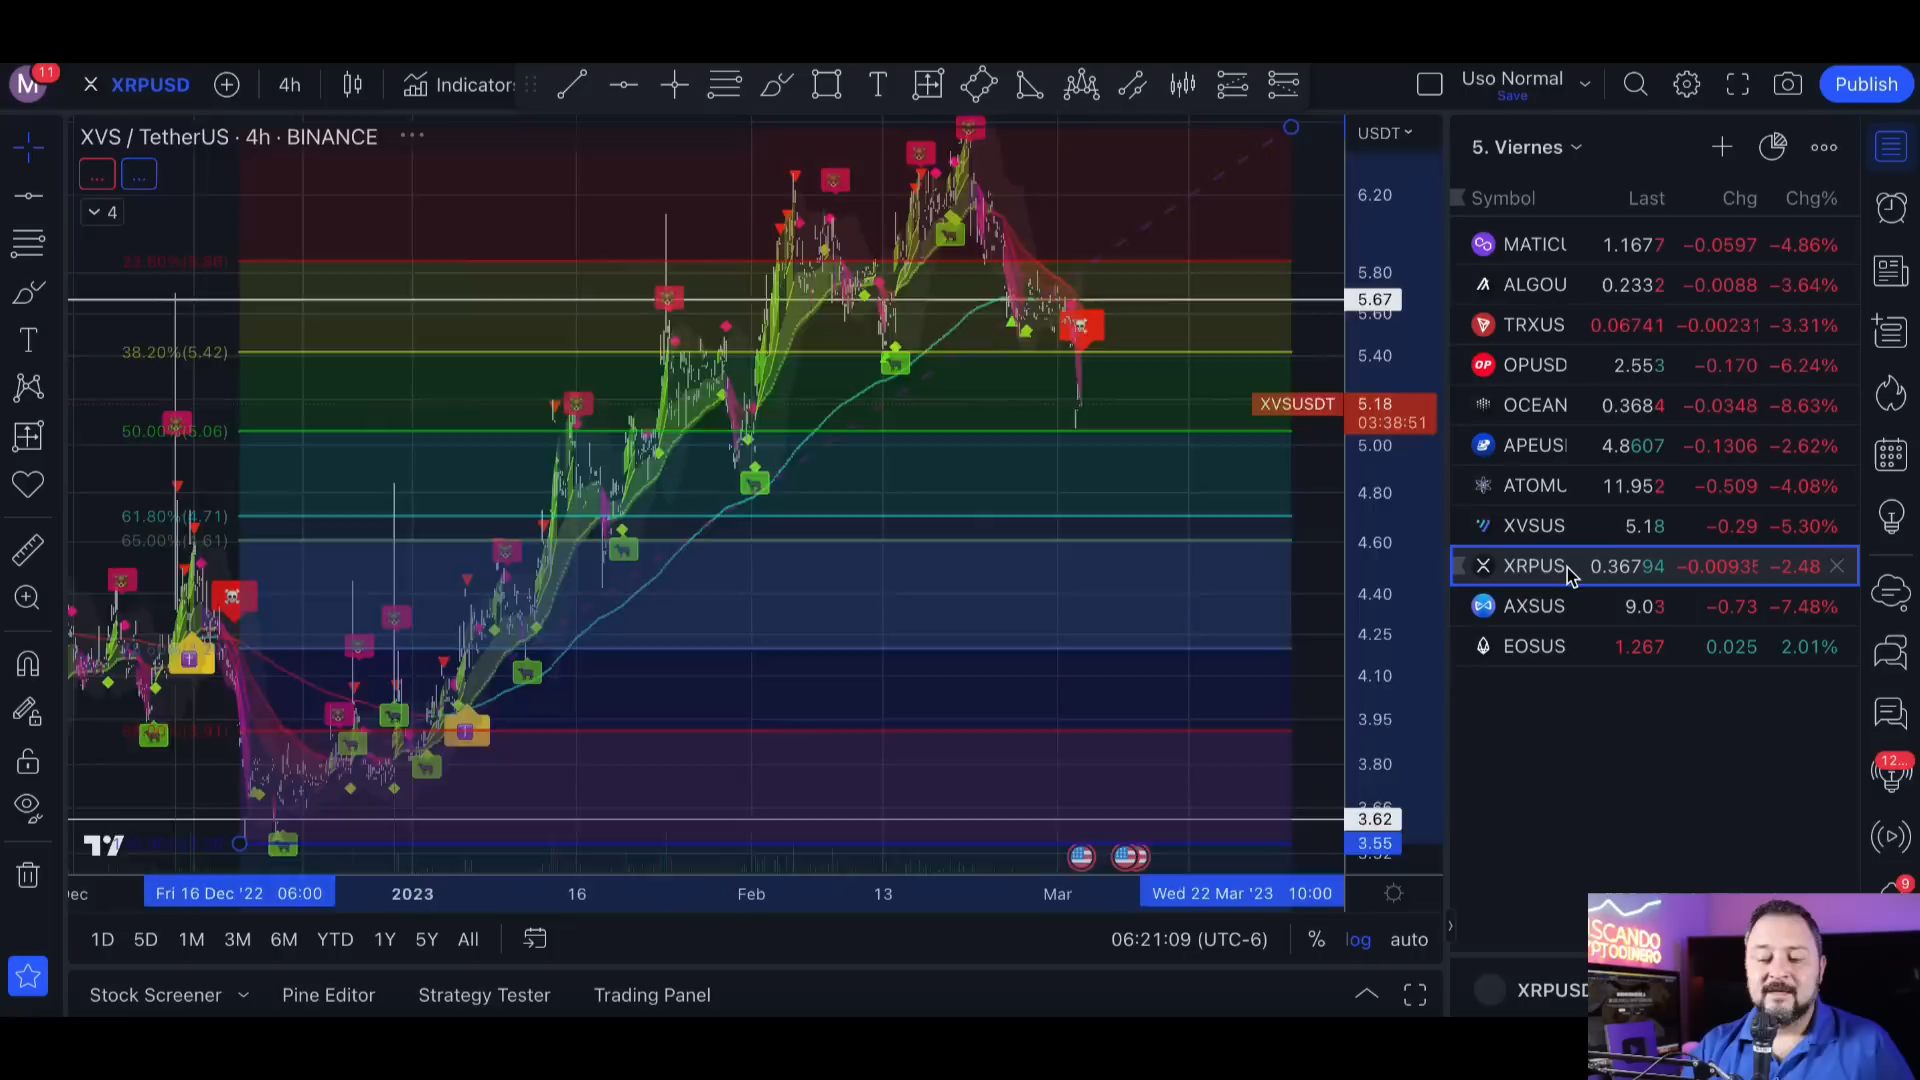 M
11
XRPUSD
4h
Indicators
Uso Normal
Save
Publish
XVS / TetherUS · 4h · BINANCE
USDT
5. Viernes
4
Symbol Last Chg Chg%
MATICU 1.1677 −0.0597 −4.86%
ALGOU 0.2332 −0.0088 −3.64%
TRXUS 0.06741 −0.00231 −3.31%
OPUSD 2.553 −0.170 −6.24%
OCEAN 0.3684 −0.0348 −8.63%
APEUS 4.8607 −0.1306 −2.62%
ATOMU 11.952 −0.509 −4.08%
XVSUS 5.18 −0.29 −5.30%
XRPUS 0.36794 −0.00935 −2.48
AXSUS 9.03 −0.73 −7.48%
EOSUS 1.267 0.025 2.01%
6.20
5.80
5.67
5.60
5.40
XVSUSDT 5.18
03:38:51
5.00
4.80
4.60
4.40
4.25
4.10
3.95
3.80
3.62
3.55
38.20%(5.42)
50.00%(5.06)
61.80%(4.71)
Fri 16 Dec '22 06:00
2023
16
Feb
13
Mar
Wed 22 Mar '23 10:00
1D 5D 1M 3M 6M YTD 1Y 5Y All
06:21:09 (UTC-6)
% log auto
Stock Screener
Pine Editor
Strategy Tester
Trading Panel
XRPUSD
12...
9